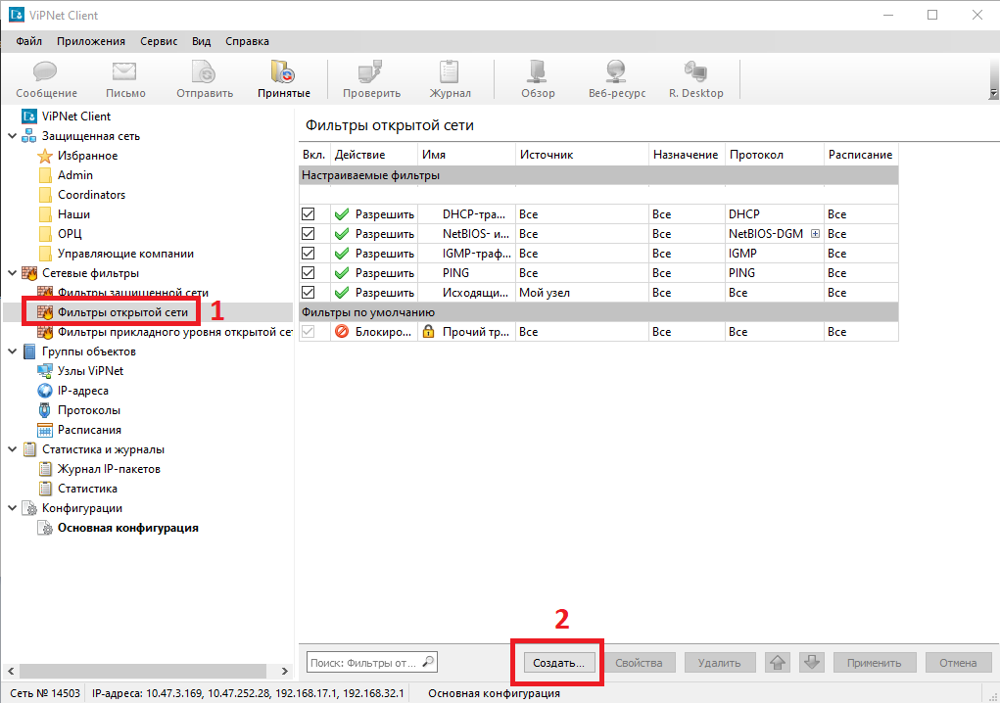 ViPNet Client
Файл Приложения Сервис Вид Справка
Сообщение Письмо Отправить Принятые Проверить Журнал Обзор Веб-ресурс R. Desktop
ViPNet Client
Защищенная сеть
Избранное
Admin
Coordinators
Наши
ОРЦ
Управляющие компании
Сетевые фильтры
Фильтры защищенной сети
Фильтры открытой сети 1
Фильтры прикладного уровня открытой сет
Группы объектов
Узлы ViPNet
IP-адреса
Протоколы
Расписания
Статистика и журналы
Журнал IP-пакетов
Статистика
Конфигурации
Основная конфигурация
Фильтры открытой сети
Вкл. Действие Имя Источник Назначение Протокол Расписание
Настраиваемые фильтры
Разрешить DHCP-тра... Все Все DHCP Все
Разрешить NetBIOS- и... Все Все NetBIOS-DGM Все
Разрешить IGMP-траф... Все Все IGMP Все
Разрешить PING Все Все PING Все
Разрешить Исходящи... Мой узел Все Все Все
Фильтры по умолчанию
Блокиро... Прочий тр... Все Все Все Все
2
Поиск: Фильтры от... Создать... Свойства Удалить Применить Отмена
Сеть № 14503 IP-адреса: 10.47.3.169, 10.47.252.28, 192.168.17.1, 192.168.32.1 Основная конфигурация